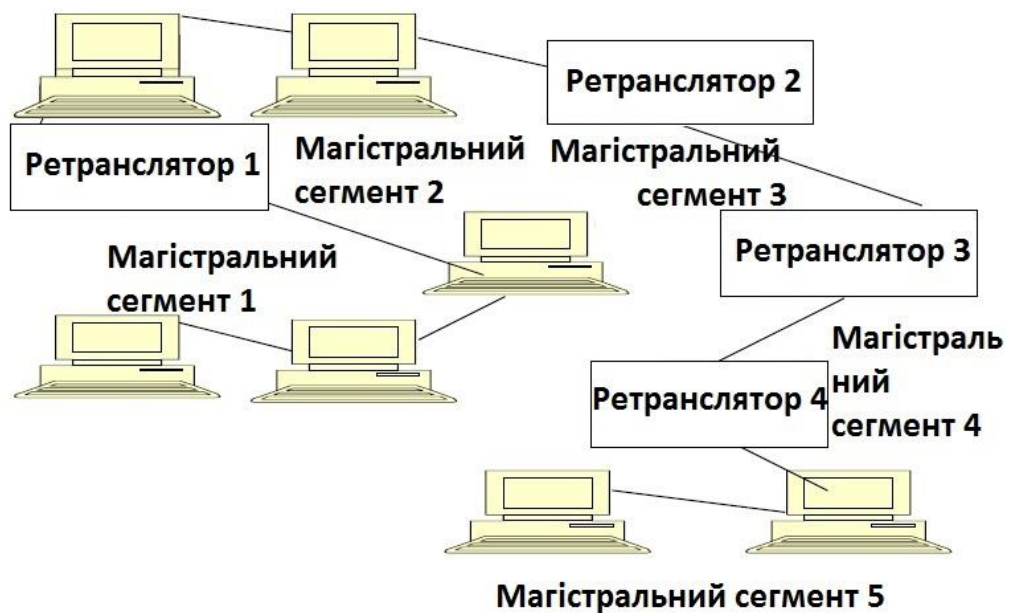 Ретранслятор 2
Ретранслятор 1
Магістральний
сегмент 2
Магістральний
сегмент 3
Ретранслятор 3
Магістральний
сегмент 1
Магістраль
ний
сегмент 4
Ретранслятор 4
Магістральний сегмент 5